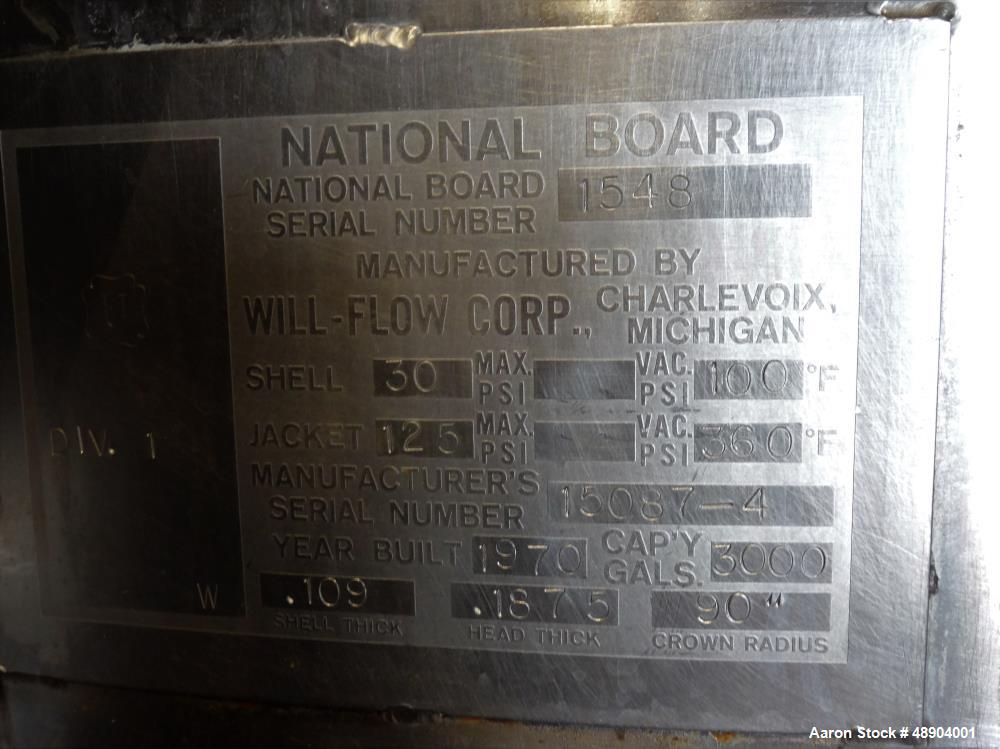 NATIONAL BOARD
NATIONAL BOARD SERIAL NUMBER 1548
MANUFACTURED BY
WILL-FLOW CORP., CHARLEVOIX, MICHIGAN
SHELL 30 MAX. PSI VAC. PSI 100 °F
JACKET 125 MAX. PSI VAC. PSI 360 °F
MANUFACTURER'S SERIAL NUMBER 15087-4
YEAR BUILT 1970 CAP'Y GALS. 3000
.109 .1875 90"
SHELL THICK HEAD THICK CROWN RADIUS
DIV. 1
W
Aaron Stock # 48904001